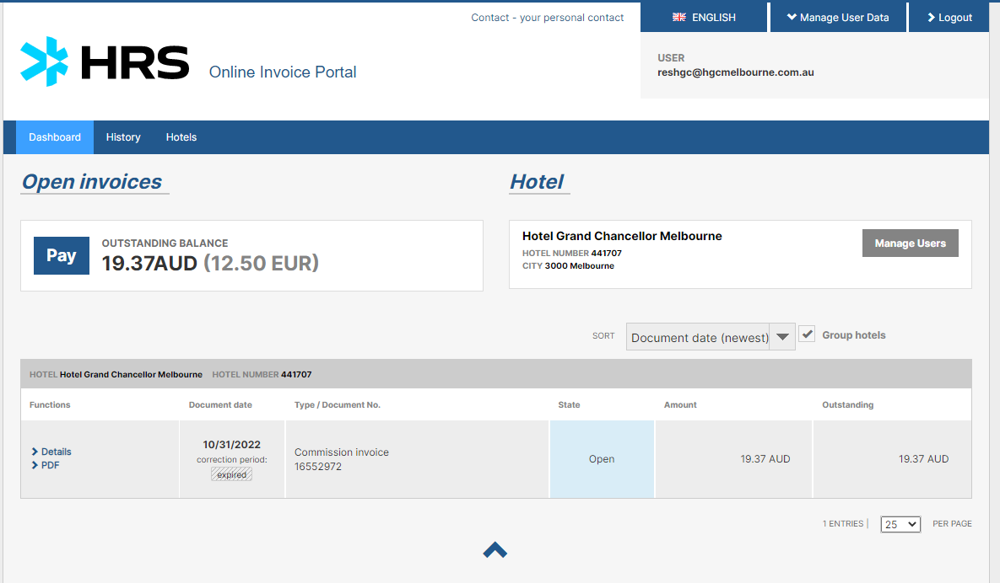 Contact - your personal contact
ENGLISH
Manage User Data
Logout
HRS
Online Invoice Portal
USER
reshgc@hgcmelbourne.com.au
Dashboard
History
Hotels
Open invoices
Hotel
Pay
OUTSTANDING BALANCE
19.37AUD (12.50 EUR)
Hotel Grand Chancellor Melbourne
HOTEL NUMBER 441707
CITY 3000 Melbourne
Manage Users
SORT
Document date (newest)
Group hotels
HOTEL Hotel Grand Chancellor Melbourne HOTEL NUMBER 441707
Functions Document date Type / Document No. State Amount Outstanding
Details
PDF
10/31/2022
correction period:
expired
Commission invoice
16552972
Open
19.37 AUD
19.37 AUD
1 ENTRIES | 25 PER PAGE